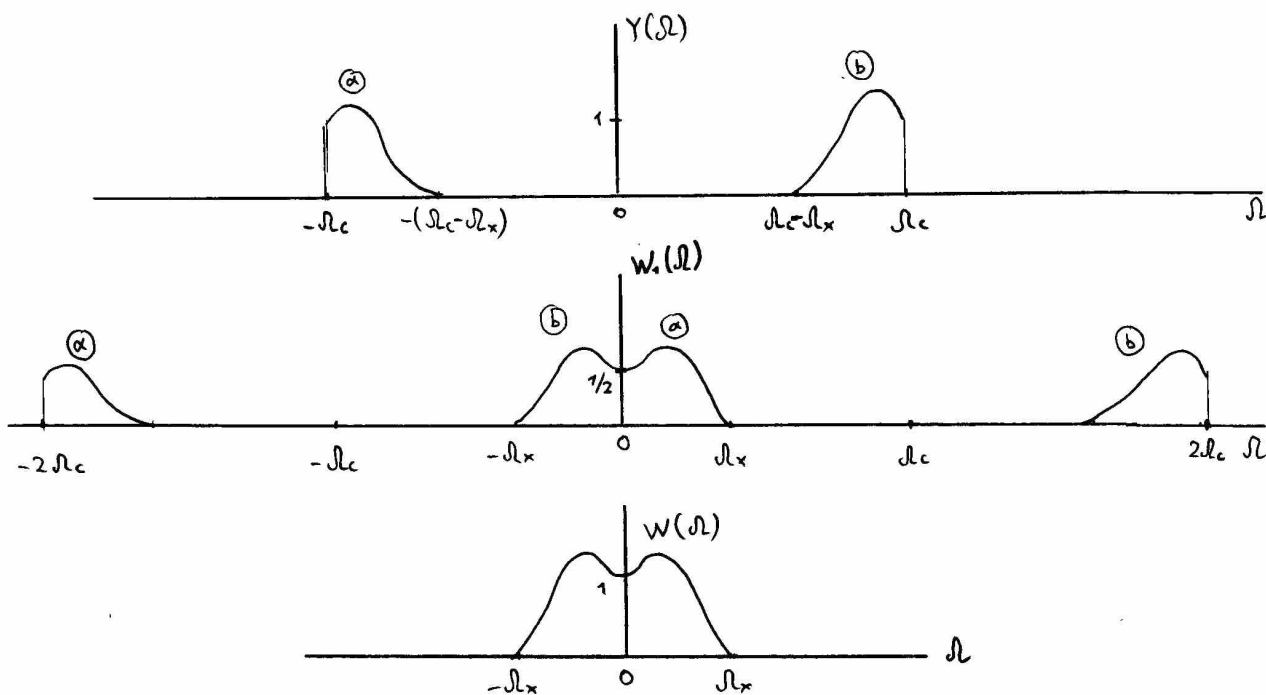 Y(Ω)
ⓐ ⓑ
1
-Ωc -(Ωc-Ωx) 0 Ωc-Ωx Ωc Ω
W₁(Ω)
ⓐ ⓑ ⓐ ⓑ
1/2
-2Ωc -Ωc -Ωx 0 Ωx Ωc 2Ωc Ω
W(Ω)
1
-Ωx 0 Ωx Ω